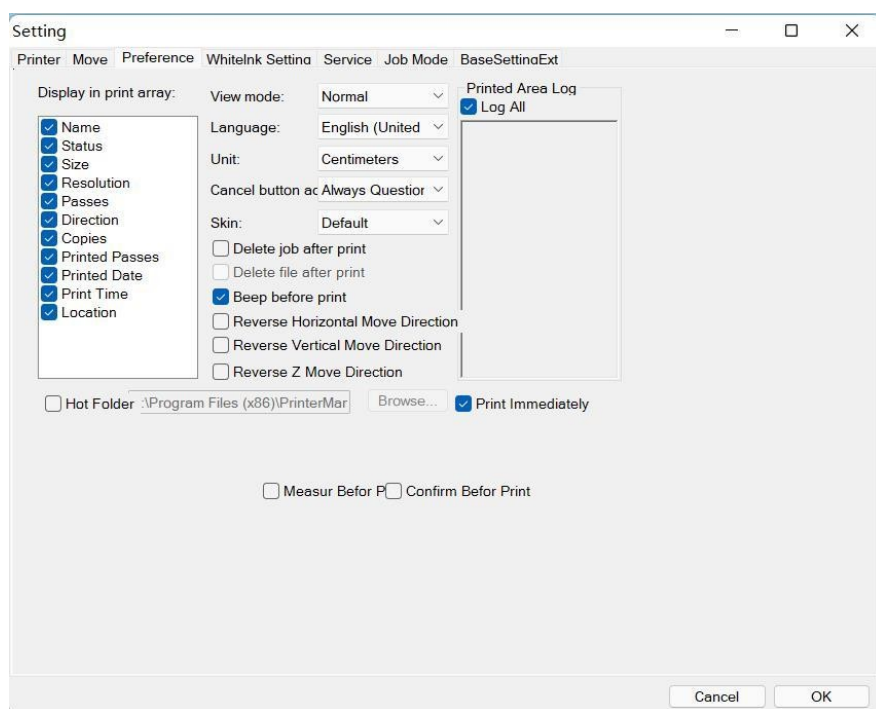 Setting
Printer Move Preference WhiteInk Setting Service Job Mode BaseSettingExt
Display in print array:
Name
Status
Size
Resolution
Passes
Direction
Copies
Printed Passes
Printed Date
Print Time
Location
View mode: Normal
Language: English (United
Unit: Centimeters
Cancel button ac Always Question
Skin: Default
Delete job after print
Delete file after print
Beep before print
Reverse Horizontal Move Direction
Reverse Vertical Move Direction
Reverse Z Move Direction
Printed Area Log
Log All
Hot Folder :\Program Files (x86)\PrinterMar Browse... Print Immediately
Measur Befor P Confirm Befor Print
Cancel OK